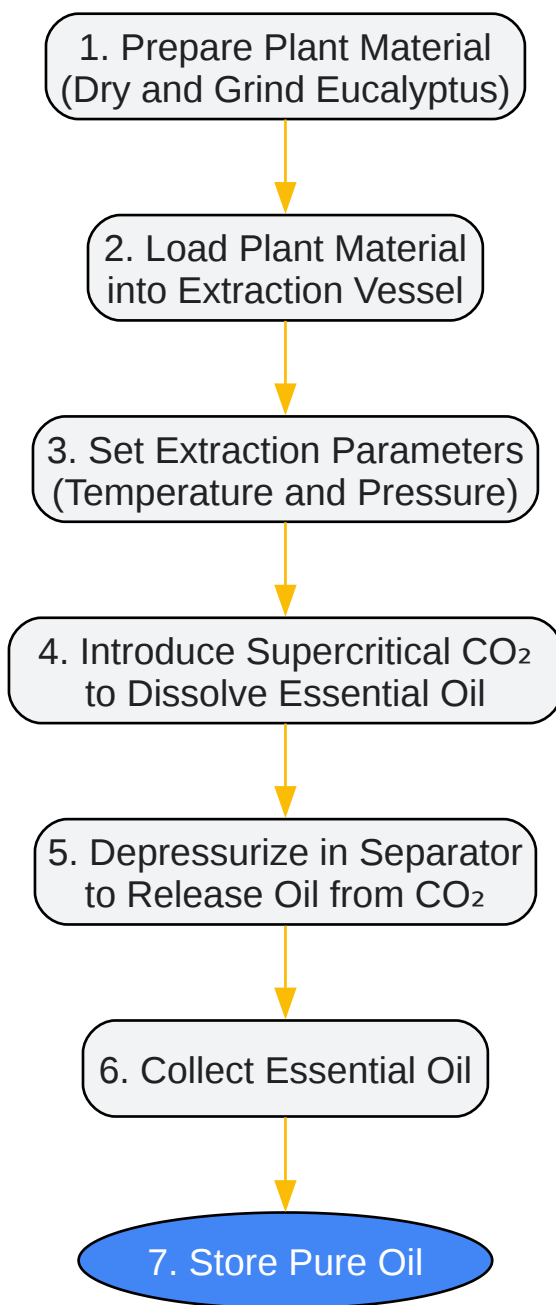 1. Prepare Plant Material
(Dry and Grind Eucalyptus)
2. Load Plant Material
into Extraction Vessel
3. Set Extraction Parameters
(Temperature and Pressure)
4. Introduce Supercritical CO₂
to Dissolve Essential Oil
5. Depressurize in Separator
to Release Oil from CO₂
6. Collect Essential Oil
7. Store Pure Oil